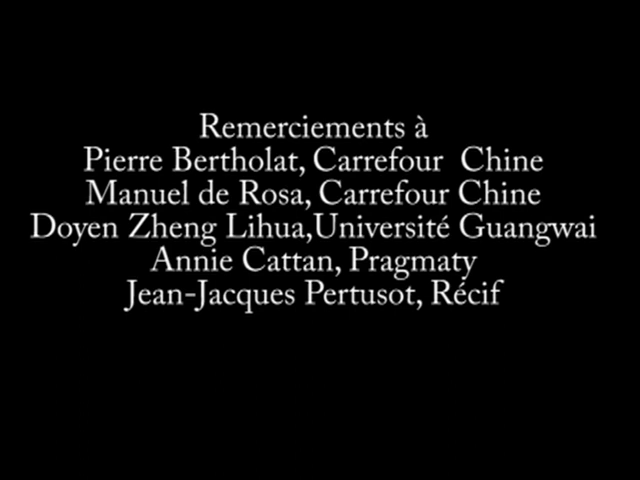 Remerciements à
Pierre Bertholat, Carrefour  Chine
Manuel de Rosa, Carrefour Chine
Doyen Zheng Lihua,Université Guangwai
Annie Cattan, Pragmaty
Jean-Jacques Pertusot, Récif